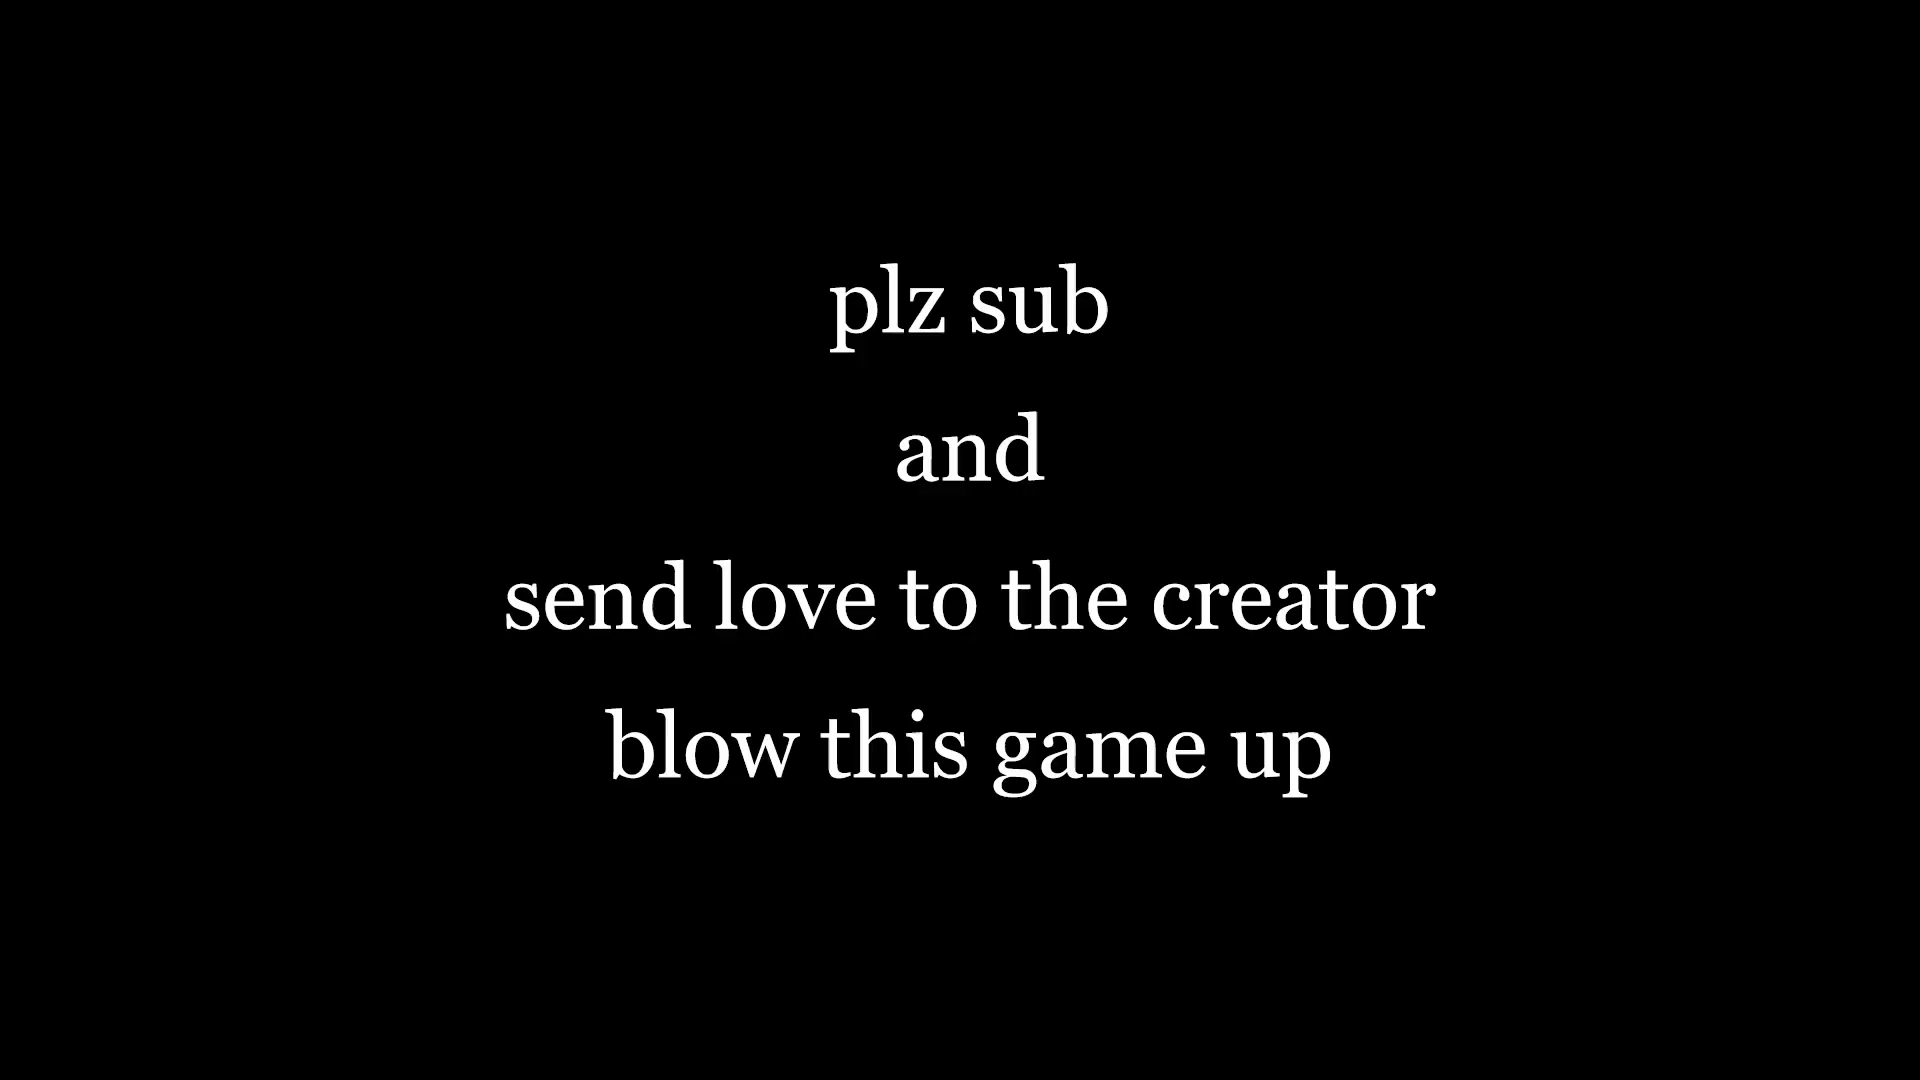 plz sub
and
send love to the creator
blow this game up